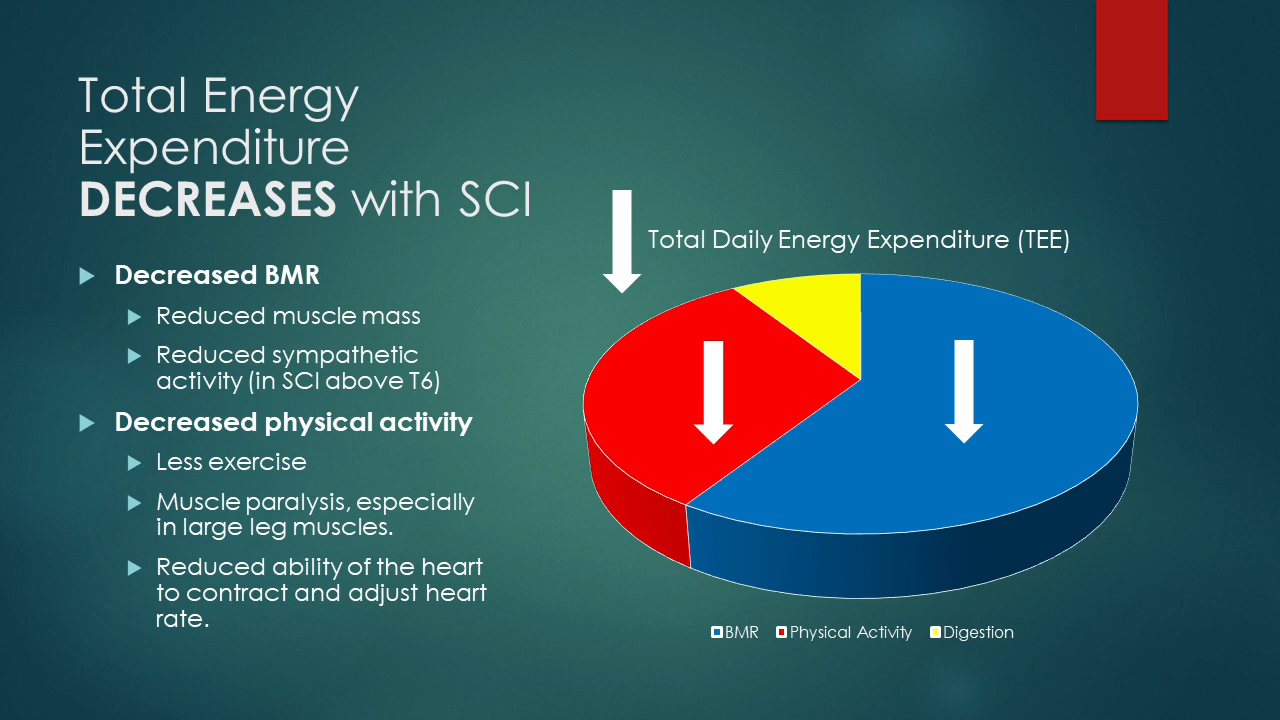 Total Energy
Expenditure
DECREASES with SCI
Decreased BMR
Reduced muscle mass
Reduced sympathetic
activity (in SCI above T6)
Decreased physical activity
Less exercise
Muscle paralysis, especially
in large leg muscles.
Reduced ability of the heart
to contract and adjust heart
rate.
Total Daily Energy Expenditure (TEE)
BMR Physical Activity Digestion